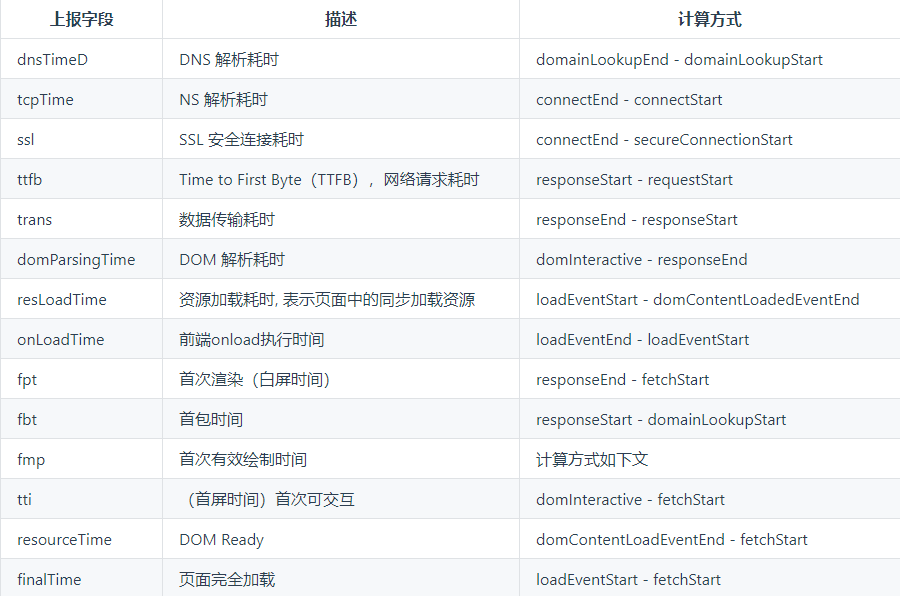 上报字段 描述 计算方式
dnsTimeD DNS 解析耗时 domainLookupEnd - domainLookupStart
tcpTime NS 解析耗时 connectEnd - connectStart
ssl SSL 安全连接耗时 connectEnd - secureConnectionStart
ttfb Time to First Byte（TTFB），网络请求耗时 responseStart - requestStart
trans 数据传输耗时 responseEnd - responseStart
domParsingTime DOM 解析耗时 domInteractive - responseEnd
resLoadTime 资源加载耗时, 表示页面中的同步加载资源 loadEventStart - domContentLoadedEventEnd
onLoadTime 前端onload执行时间 loadEventEnd - loadEventStart
fpt 首次渲染（白屏时间） responseEnd - fetchStart
fbt 首包时间 responseStart - domainLookupStart
fmp 首次有效绘制时间 计算方式如下文
tti （首屏时间）首次可交互 domInteractive - fetchStart
resourceTime DOM Ready domContentLoadEventEnd - fetchStart
finalTime 页面完全加载 loadEventStart - fetchStart